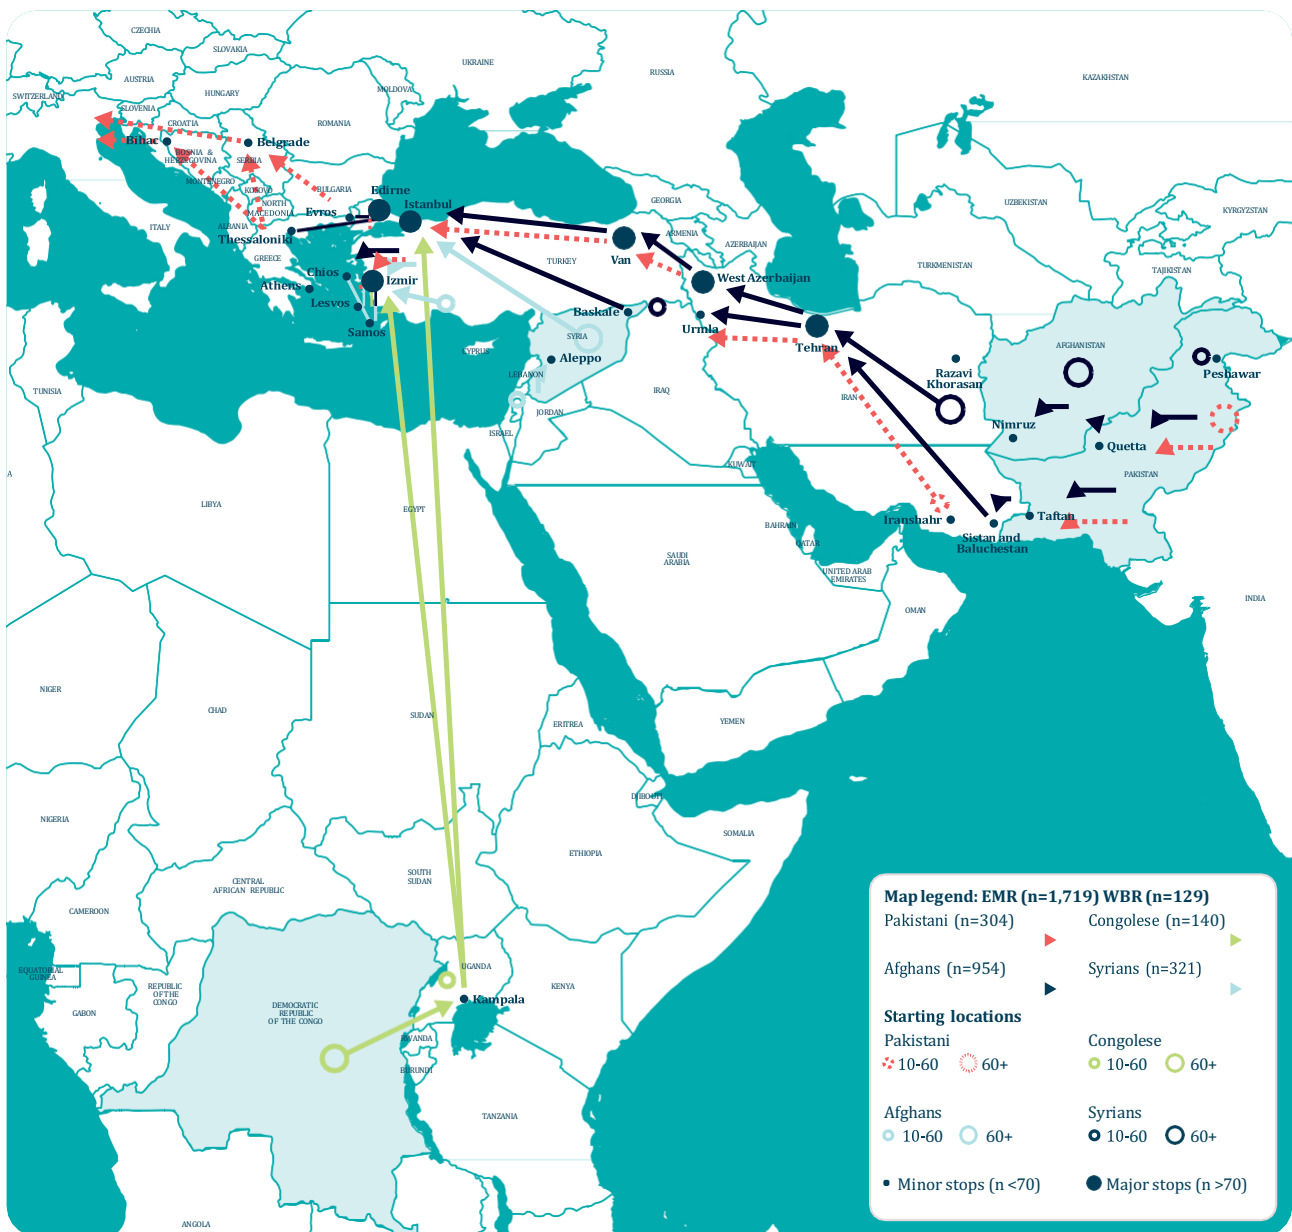 CZECHIA
SLOVAKIA
UKRAINE
RUSSIA
KAZAKHSTAN
AUSTRIA
SWITZERLAND
HUNGARY
MOLDOVA
SLOVENIA
CROATIA
ROMANIA
Bihac
Belgrade
BOSNIA &
HERZEGOVINA
SERBIA
MONTENEGRO
KOSOVO
BULGARIA
Edirne
Istanbul
NORTH
MACEDONIA
Evros
ITALY
ALBANIA
Thessaloniki
GREECE
GEORGIA
ARMENIA
AZERBAIJAN
UZBEKISTAN
KYRGYZSTAN
TURKMENISTAN
TAJIKISTAN
Van
TURKEY
West Azerbaijan
Chios
Izmir
Athens
Lesvos
Samos
Baskale
Urmla
Tehran
CYPRUS
SYRIA
Aleppo
LEBANON
IRAQ
IRAN
Razavi
Khorasan
AFGHANISTAN
Peshawar
TUNISIA
JORDAN
ISRAEL
Nimruz
Quetta
PAKISTAN
KUWAIT
A
LIBYA
EGYPT
BAHRAIN
QATAR
Iranshahr
Taftan
Sistan and
Baluchestan
SAUDI
ARABIA
UNITED ARAB
EMIRATES
OMAN
INDIA
NIGER
CHAD
SUDAN
ERITREA
YEMEN
DJIBOUTI
NIGERIA
SOMALIA
ETHIOPIA
CENTRAL
AFRICAN REPUBLIC
SOUTH
SUDAN
CAMEROON
EQUATORIAL
GUINEA
GABON
REPUBLIC
OF THE
CONGO
UGANDA
KENYA
Kampala
DEMOCRATIC
REPUBLIC
OF THE CONGO
RWANDA
BURUNDI
TANZANIA
ANGOLA
Map legend: EMR (n=1,719) WBR (n=129)
Pakistani (n=304) Congolese (n=140)
Afghans (n=954) Syrians (n=321)
Starting locations
Pakistani Congolese
10-60 60+ 10-60 60+
Afghans Syrians
10-60 60+ 10-60 60+
Minor stops (n <70) Major stops (n >70)